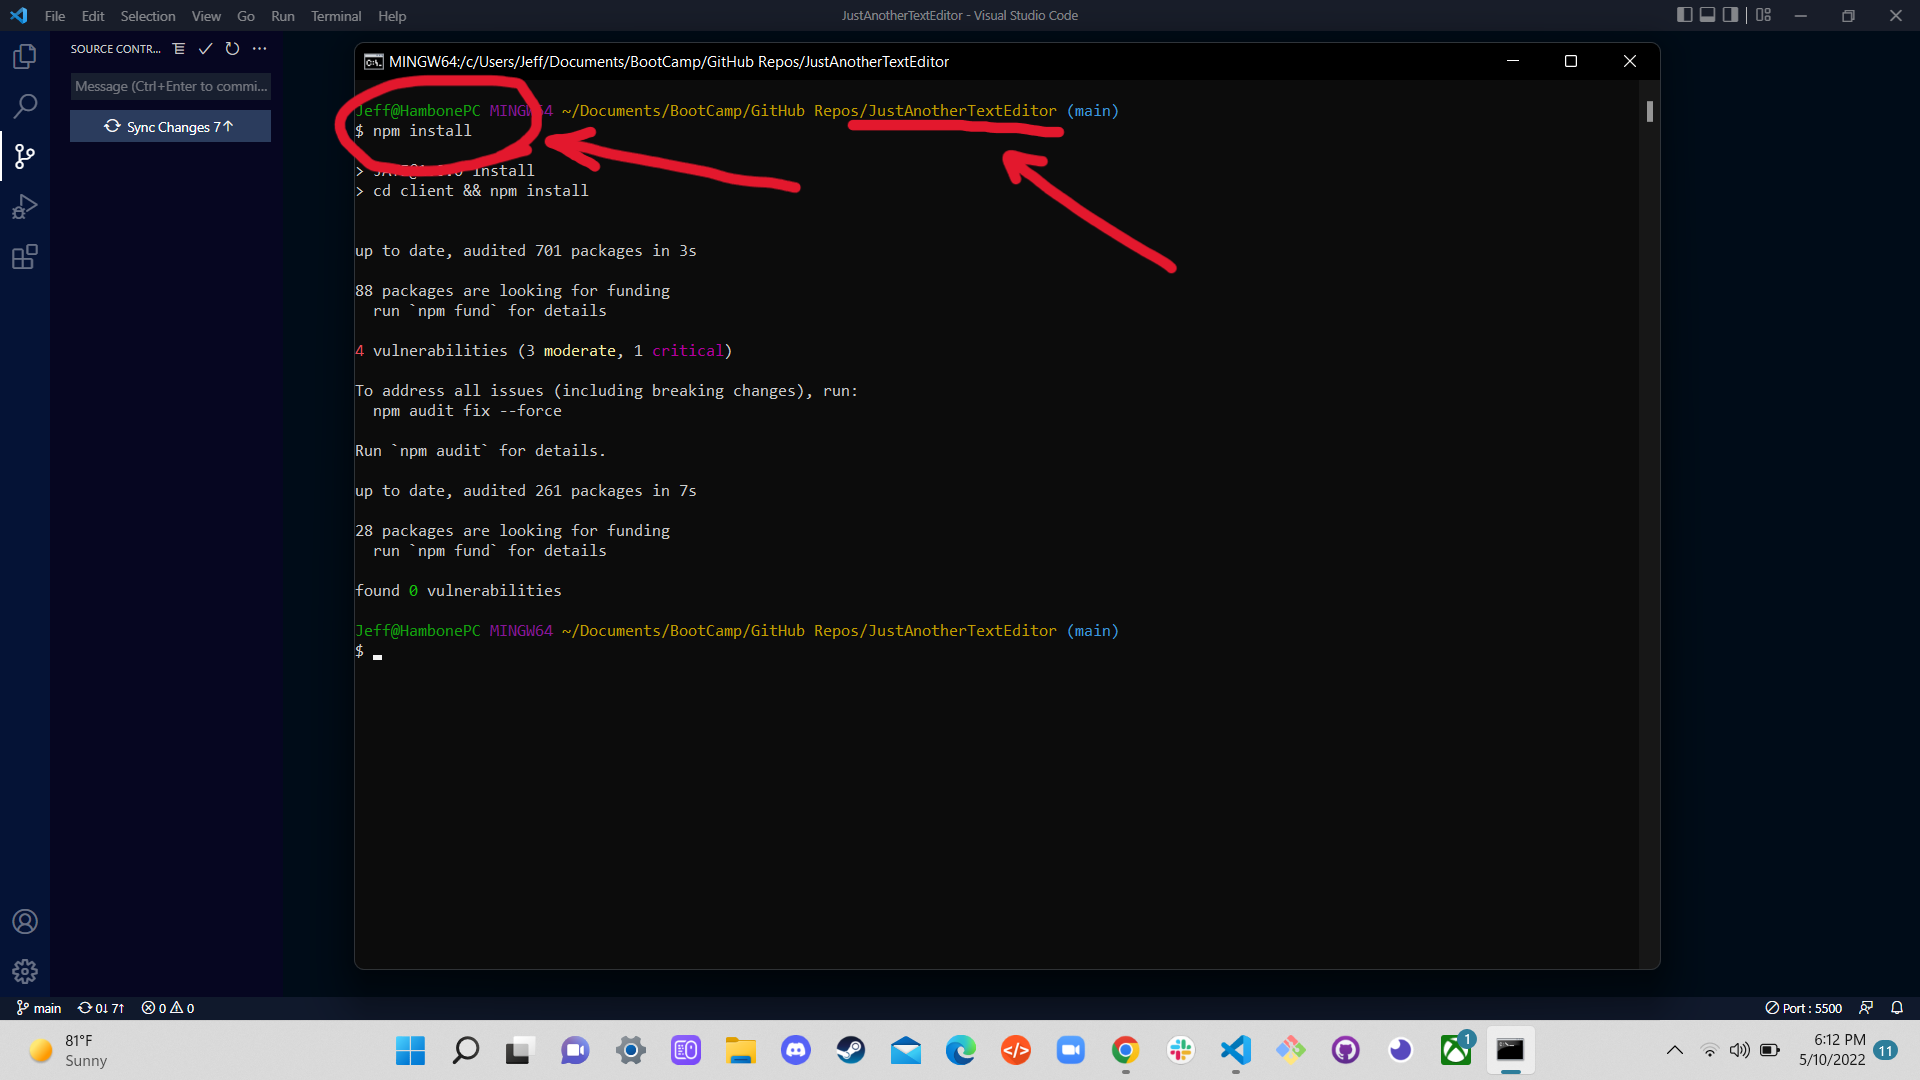 File Edit Selection View Go Run Terminal Help
JustAnotherTextEditor - Visual Studio Code
SOURCE CONTR...
Message (Ctrl+Enter to commi...
Sync Changes 7↑
MINGW64:/c/Users/Jeff/Documents/BootCamp/GitHub Repos/JustAnotherTextEditor
Jeff@HambonePC MINGW64 ~/Documents/BootCamp/GitHub Repos/JustAnotherTextEditor (main)
$ npm install
> install
> cd client && npm install
up to date, audited 701 packages in 3s
88 packages are looking for funding
run `npm fund` for details
4 vulnerabilities (3 moderate, 1 critical)
To address all issues (including breaking changes), run:
npm audit fix --force
Run `npm audit` for details.
up to date, audited 261 packages in 7s
28 packages are looking for funding
run `npm fund` for details
found 0 vulnerabilities
Jeff@HambonePC MINGW64 ~/Documents/BootCamp/GitHub Repos/JustAnotherTextEditor (main)
$
main 0↓ 7↑ 0 0
Port : 5500
81°F
Sunny
1
6:12 PM
5/10/2022
11